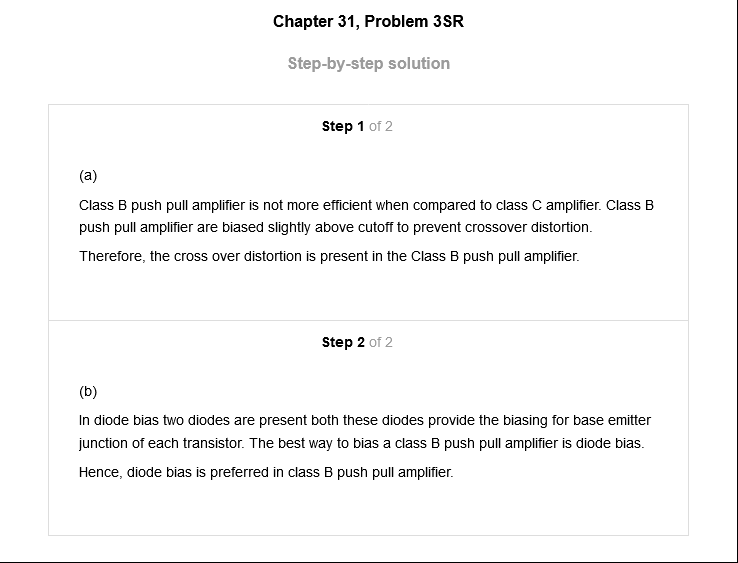 Chapter 31, Problem 3SR
Step-by-step solution
Step 1 of 2
(a)
Class B push pull amplifier is not more efficient when compared to class C amplifier. Class B
push pull amplifier are biased slightly above cutoff to prevent crossover distortion.
Therefore, the cross over distortion is present in the Class B push pull amplifier.
Step 2 of 2
(b)
In diode bias two diodes are present both these diodes provide the biasing for base emitter
junction of each transistor. The best way to bias a class B push pull amplifier is diode bias.
Hence, diode bias is preferred in class B push pull amplifier.